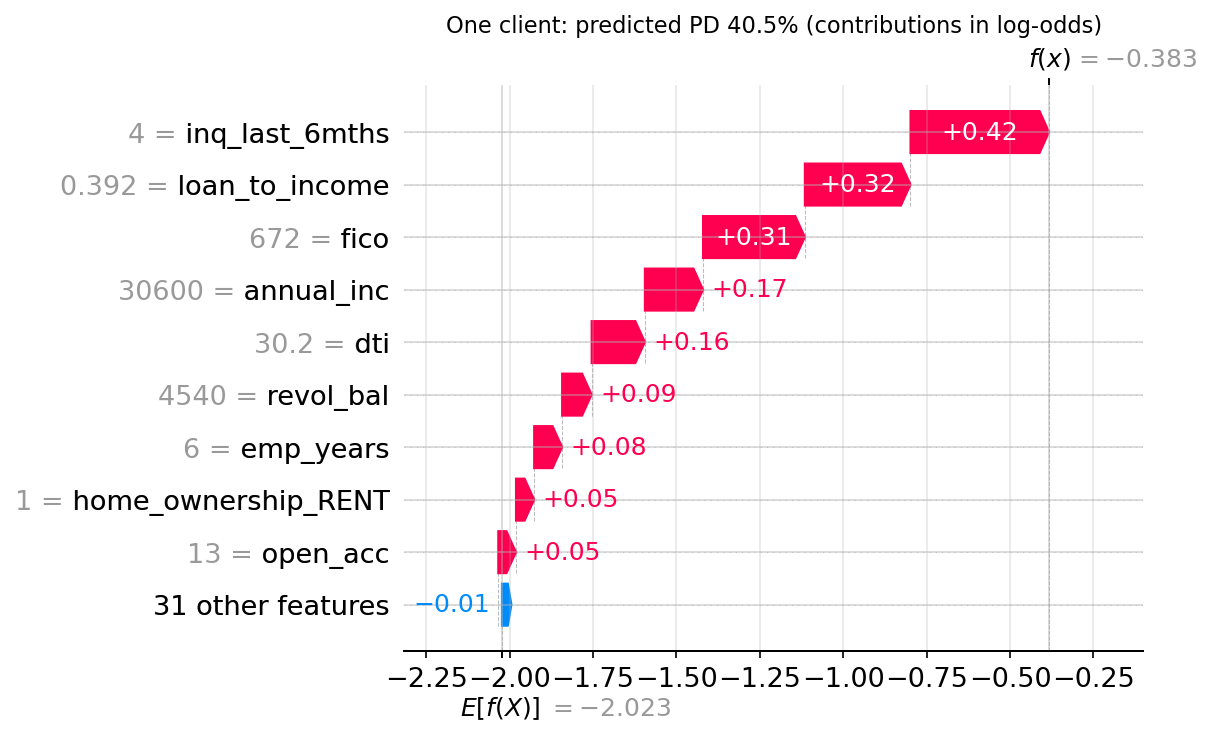 One client: predicted PD 40.5% (contributions in log-odds)
f(x) = −0.383
4 = inq_last_6mths +0.42
0.392 = loan_to_income +0.32
672 = fico +0.31
30600 = annual_inc +0.17
30.2 = dti +0.16
4540 = revol_bal +0.09
6 = emp_years +0.08
1 = home_ownership_RENT +0.05
13 = open_acc +0.05
31 other features −0.01
−2.25 −2.00 −1.75 −1.50 −1.25 −1.00 −0.75 −0.50 −0.25
E[f(X)] = −2.023